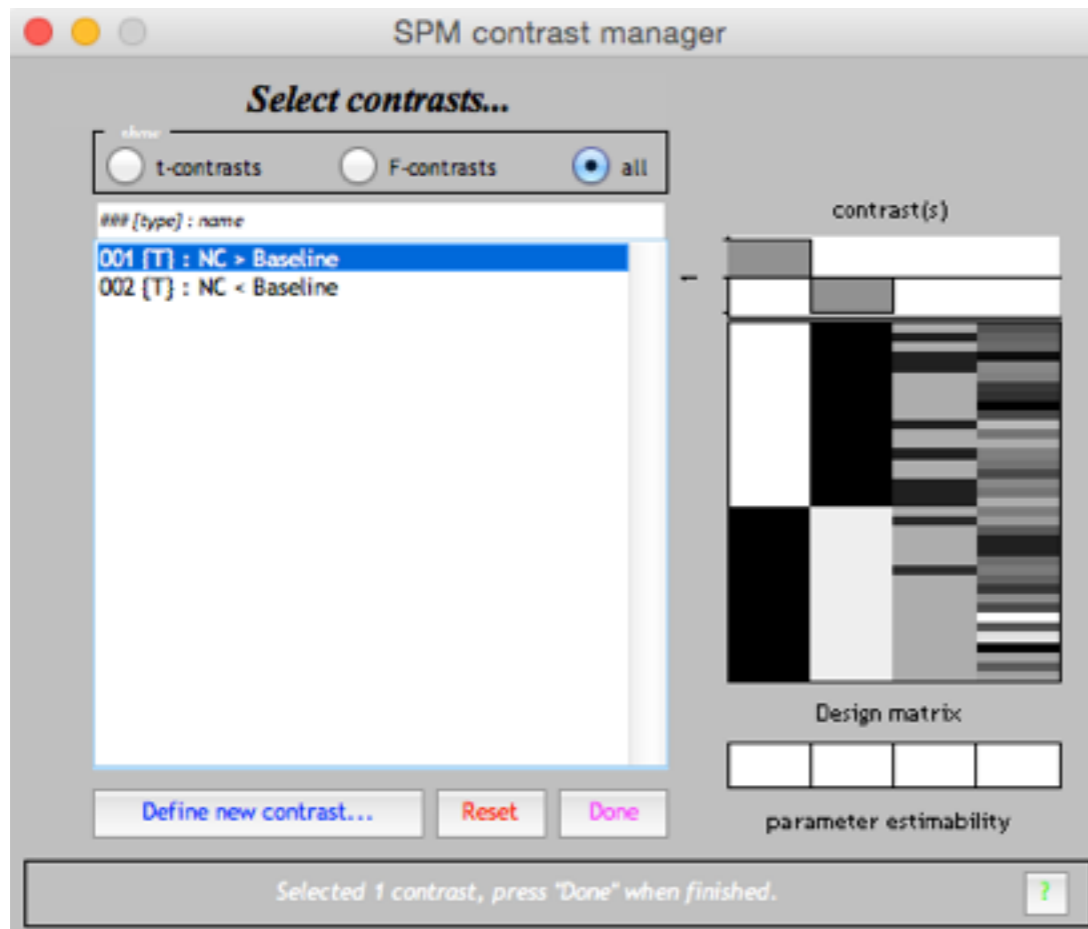 SPM contrast manager
Select contrasts...
show
t-contrasts F-contrasts all
### [type] : name
001 {T} : NC > Baseline
002 {T} : NC < Baseline
contrast(s)
Design matrix
parameter estimability
Define new contrast... Reset Done
Selected 1 contrast, press "Done" when finished.
?